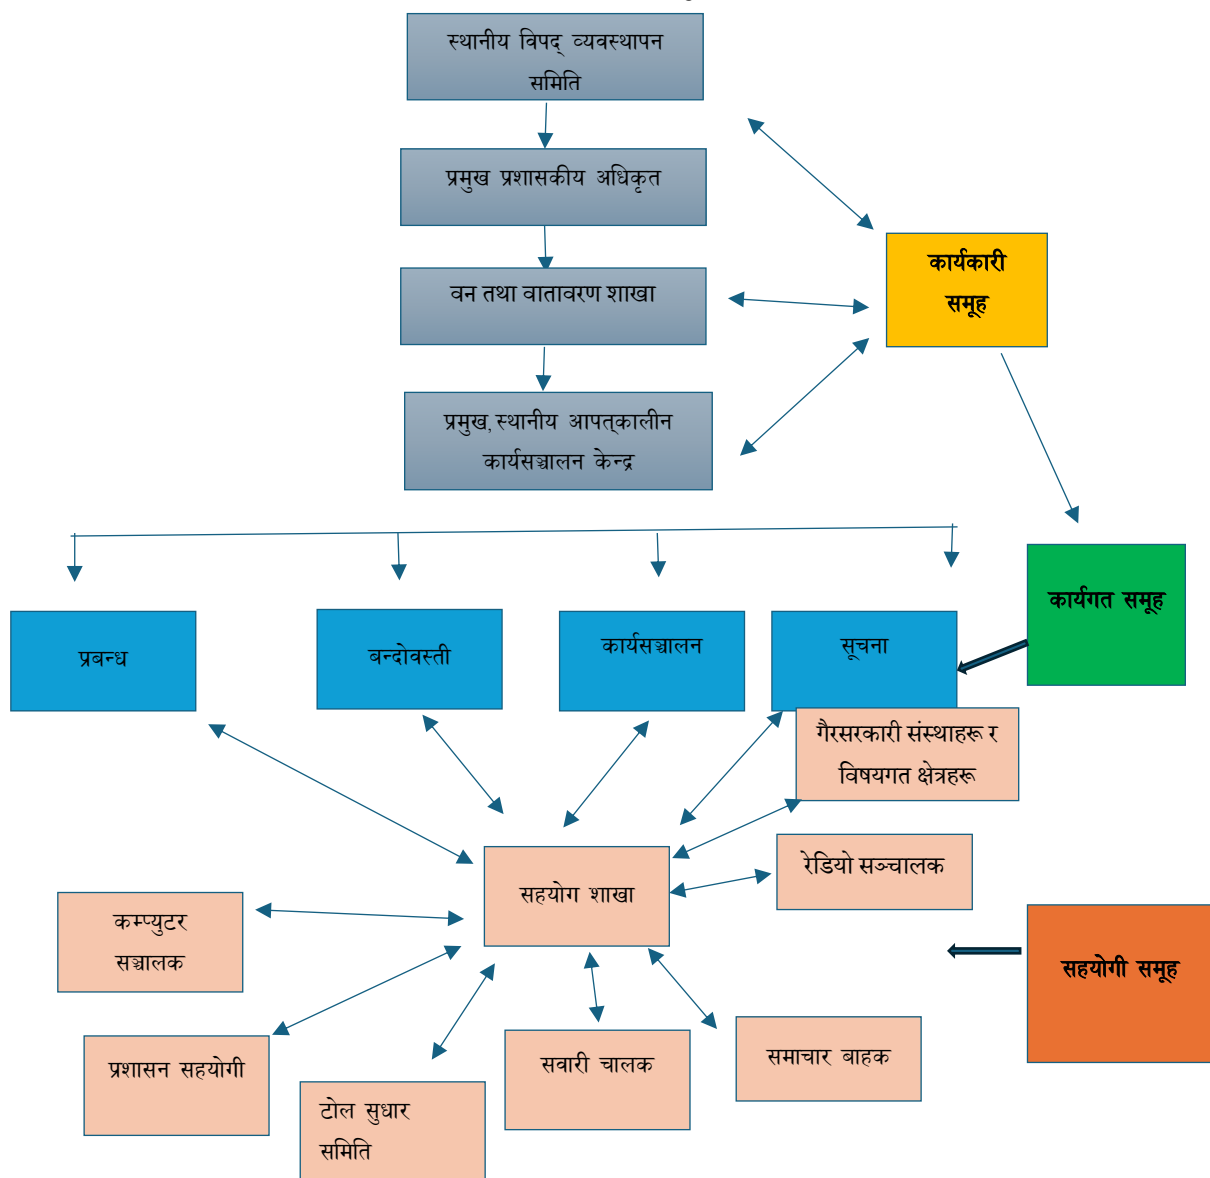 स्थानीय विपद् व्यवस्थापन
समिति
प्रमुख प्रशासकीय अधिकृत
वन तथा वातावरण शाखा
कार्यकारी
समूह
प्रमुख, स्थानीय आपत्‌कालीन
कार्यसञ्चालन केन्द्र
कार्यगत समूह
प्रबन्ध
बन्दोवस्ती
कार्यसञ्चालन
सूचना
गैरसरकारी संस्थाहरू र
विषयगत क्षेत्रहरू
रेडियो सञ्चालक
सहयोग शाखा
कम्प्युटर
सञ्चालक
सहयोगी समूह
प्रशासन सहयोगी
टोल सुधार
समिति
सवारी चालक
समाचार बाहक